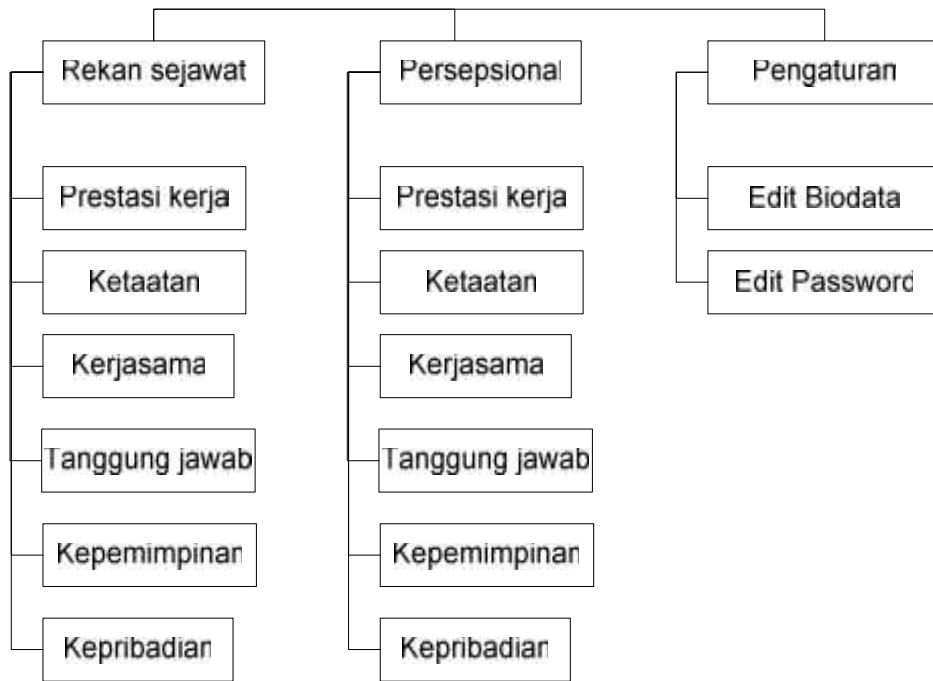 Rekan sejawat
Prestasi kerja
Ketaatan
Kerjasama
Tanggung jawab
Kepemimpinan
Kepribadian
Persepsional
Prestasi kerja
Ketaatan
Kerjasama
Tanggung jawab
Kepemimpinan
Kepribadian
Pengaturan
Edit Biodata
Edit Password